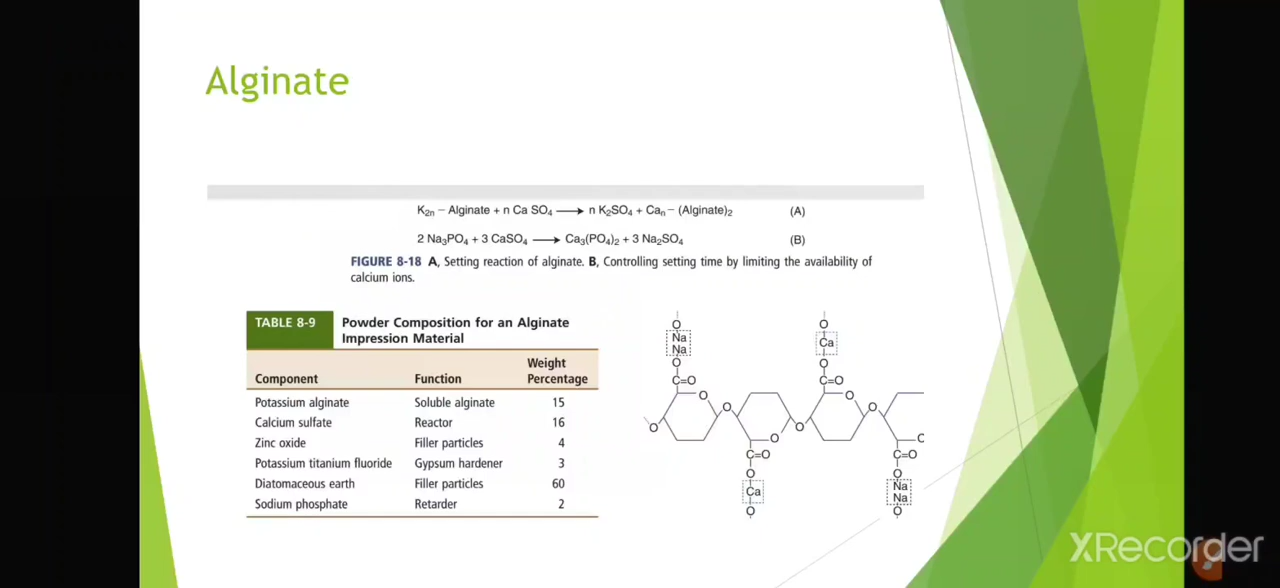 Alginate
K2n − Alginate + n Ca SO4 ⟶ n K2SO4 + Can − (Alginate)2 (A)
2 Na3PO4 + 3 CaSO4 ⟶ Ca3(PO4)2 + 3 Na2SO4 (B)
FIGURE 8-18 A, Setting reaction of alginate. B, Controlling setting time by limiting the availability of
calcium ions.
TABLE 8-9 Powder Composition for an Alginate
Impression Material
Weight
Component Function Percentage
Potassium alginate Soluble alginate 15
Calcium sulfate Reactor 16
Zinc oxide Filler particles 4
Potassium titanium fluoride Gypsum hardener 3
Diatomaceous earth Filler particles 60
Sodium phosphate Retarder 2
O O
Na Ca
Na
O O
C=O C=O
O O
O O
O O
O O
C=O C=O
O O
Ca Na
Na
O O
XRecorder